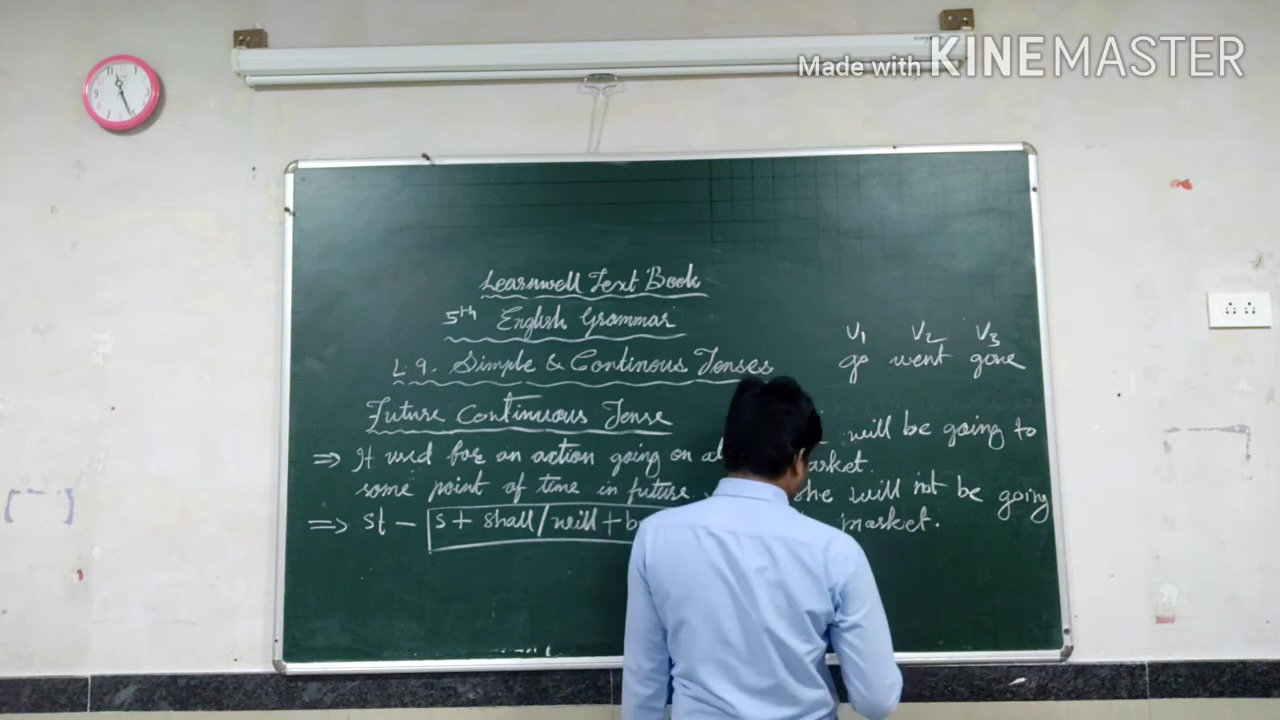 Made with KINEMASTER
Learnwell Text Book
5th English Grammar
L 9. Simple & Continous Tenses
V1 V2 V3
go went gone
Future Continuous Tense
⇒ It used for an action going on at
some point of time in future
⇒ St - S + shall/will + b
will be going to
arket.
she will not be going
market.